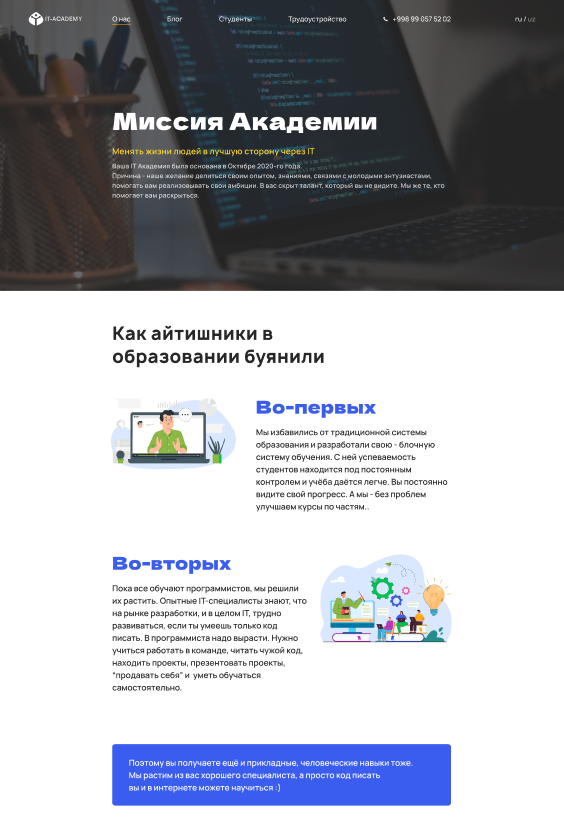 IT-ACADEMY
О нас
Блог
Студенты
Трудоустройство
+998 99 057 52 02
ru / uz
Миссия Академии
Менять жизни людей в лучшую сторону через IT
Ваша IT Академия была основана в Октябре 2020-го года.
Причина - наше желание делиться своим опытом, знаниями, связями с молодыми энтузиастами,
помогать вам реализовывать свои амбиции. В вас скрыт талант, который вы не видите. Мы же те, кто
помогает вам раскрыться.
Как айтишники в
образовании буянили
Во-первых
Мы избавились от традиционной системы
образования и разработали свою - блочную
систему обучения. С ней успеваемость
студентов находится под постоянным
контролем и учёба даётся легче. Вы постоянно
видите свой прогресс. А мы - без проблем
улучшаем курсы по частям..
Во-вторых
Пока все обучают программистов, мы решили
их растить. Опытные IT-специалисты знают, что
на рынке разработки, и в целом IT, трудно
развиваться, если ты умеешь только код
писать. В программиста надо вырасти. Нужно
учиться работать в команде, читать чужой код,
находить проекты, презентовать проекты,
“продавать себя” и уметь обучаться
самостоятельно.
Поэтому вы получаете ещё и прикладные, человеческие навыки тоже.
Мы растим из вас хорошего специалиста, а просто код писать
вы и в интернете можете научиться :)